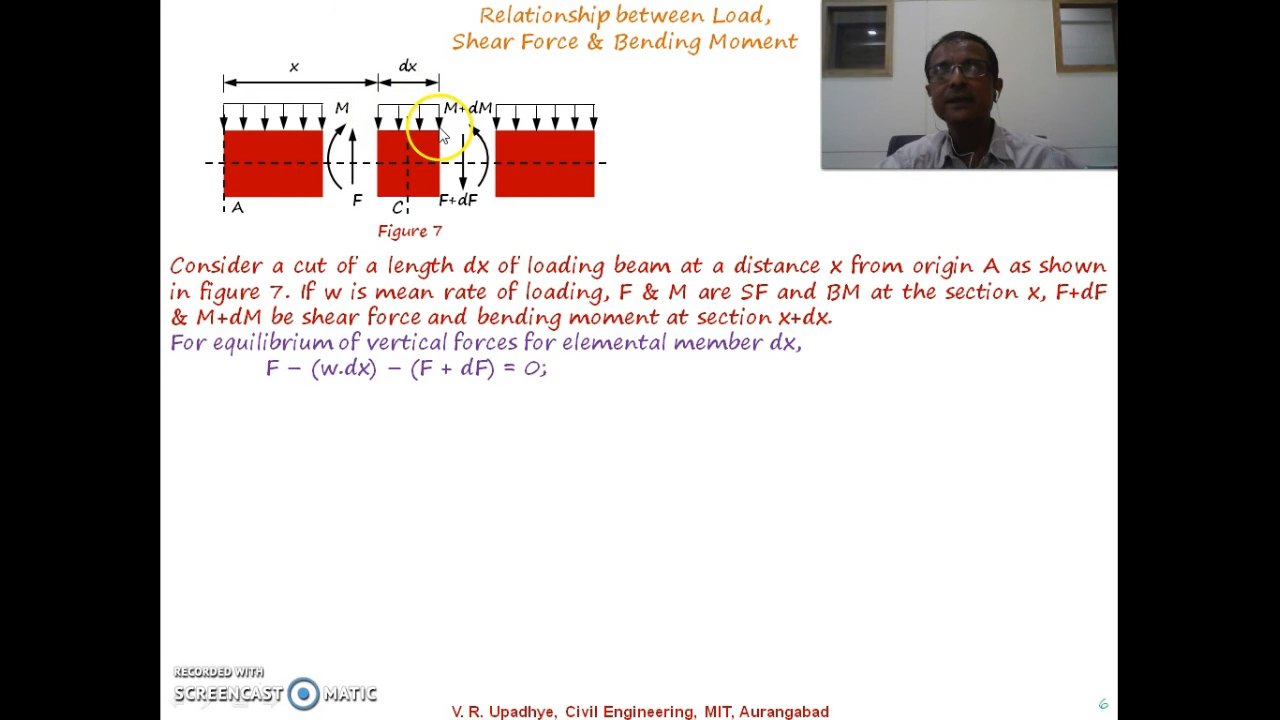 Relationship between Load,
Shear Force & Bending Moment
x
dx
M
M+dM
A
F
C
F+dF
Figure 7
Consider a cut of a length dx of loading beam at a distance x from origin A as shown
in figure 7. If w is mean rate of loading, F & M are SF and BM at the section x, F+dF
& M+dM be shear force and bending moment at section x+dx.
For equilibrium of vertical forces for elemental member dx,
F – (w.dx) – (F + dF) = 0;
RECORDED WITH
SCREENCAST MATIC
V. R. Upadhye, Civil Engineering, MIT, Aurangabad
6